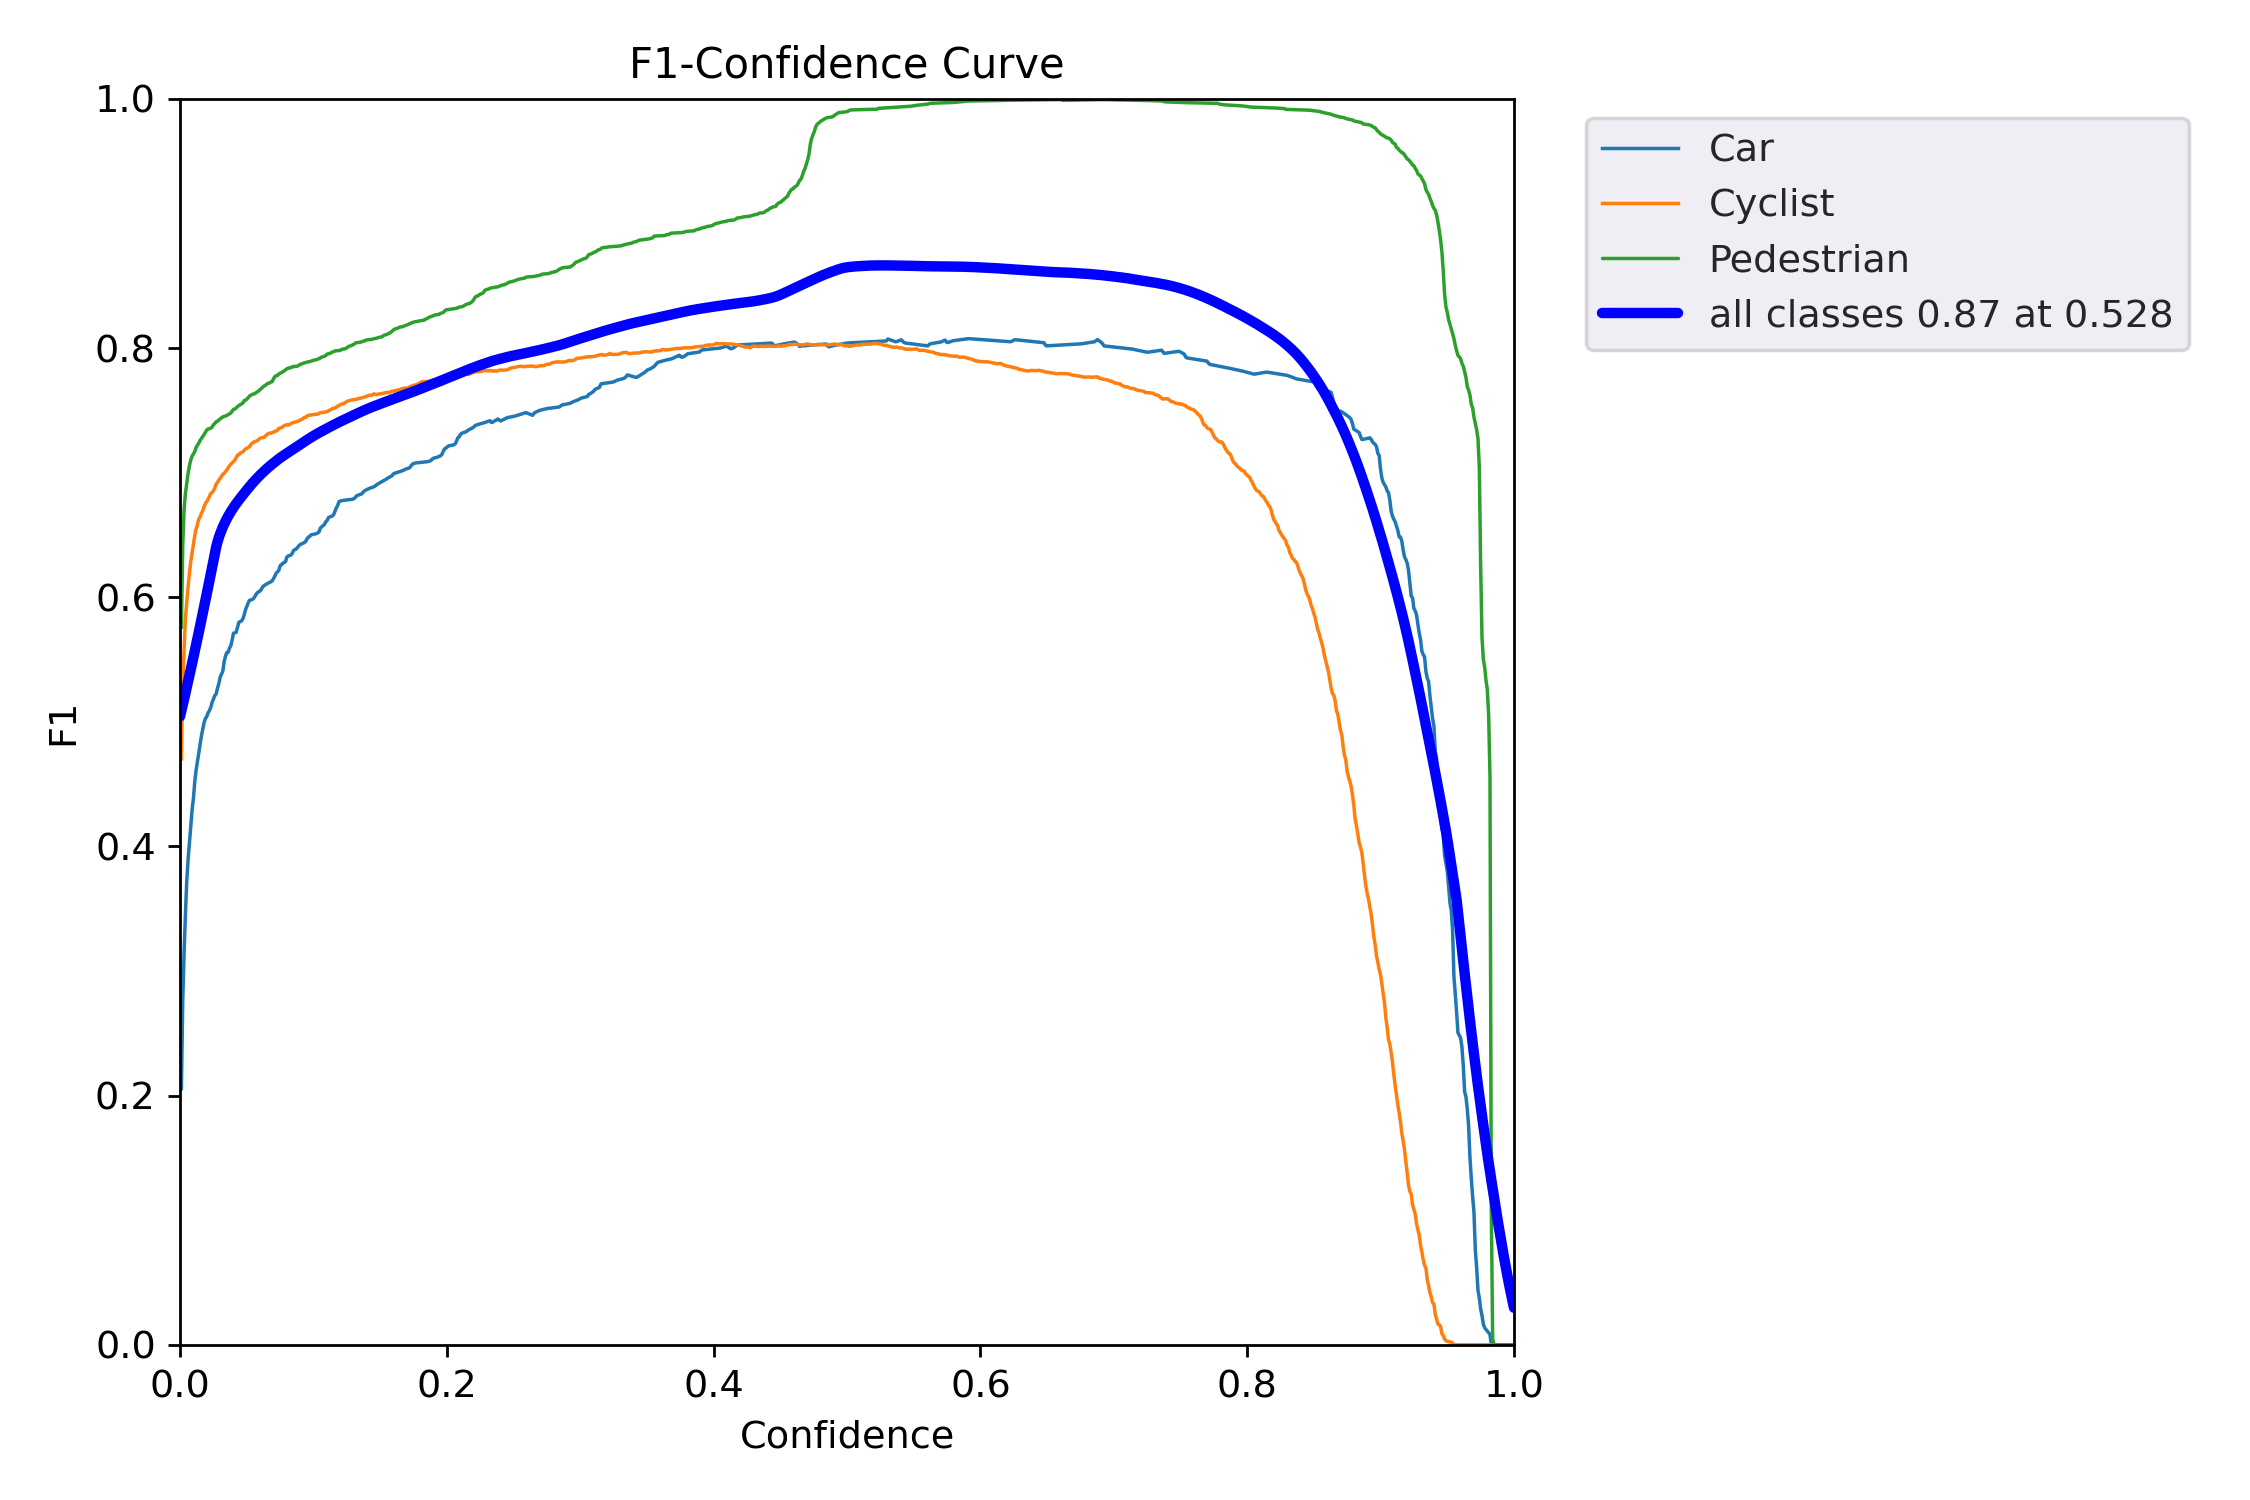 F1-Confidence Curve
1.0
0.8
0.6
0.4
0.2
0.0
F1
0.0 0.2 0.4 0.6 0.8 1.0
Confidence
Car
Cyclist
Pedestrian
all classes 0.87 at 0.528